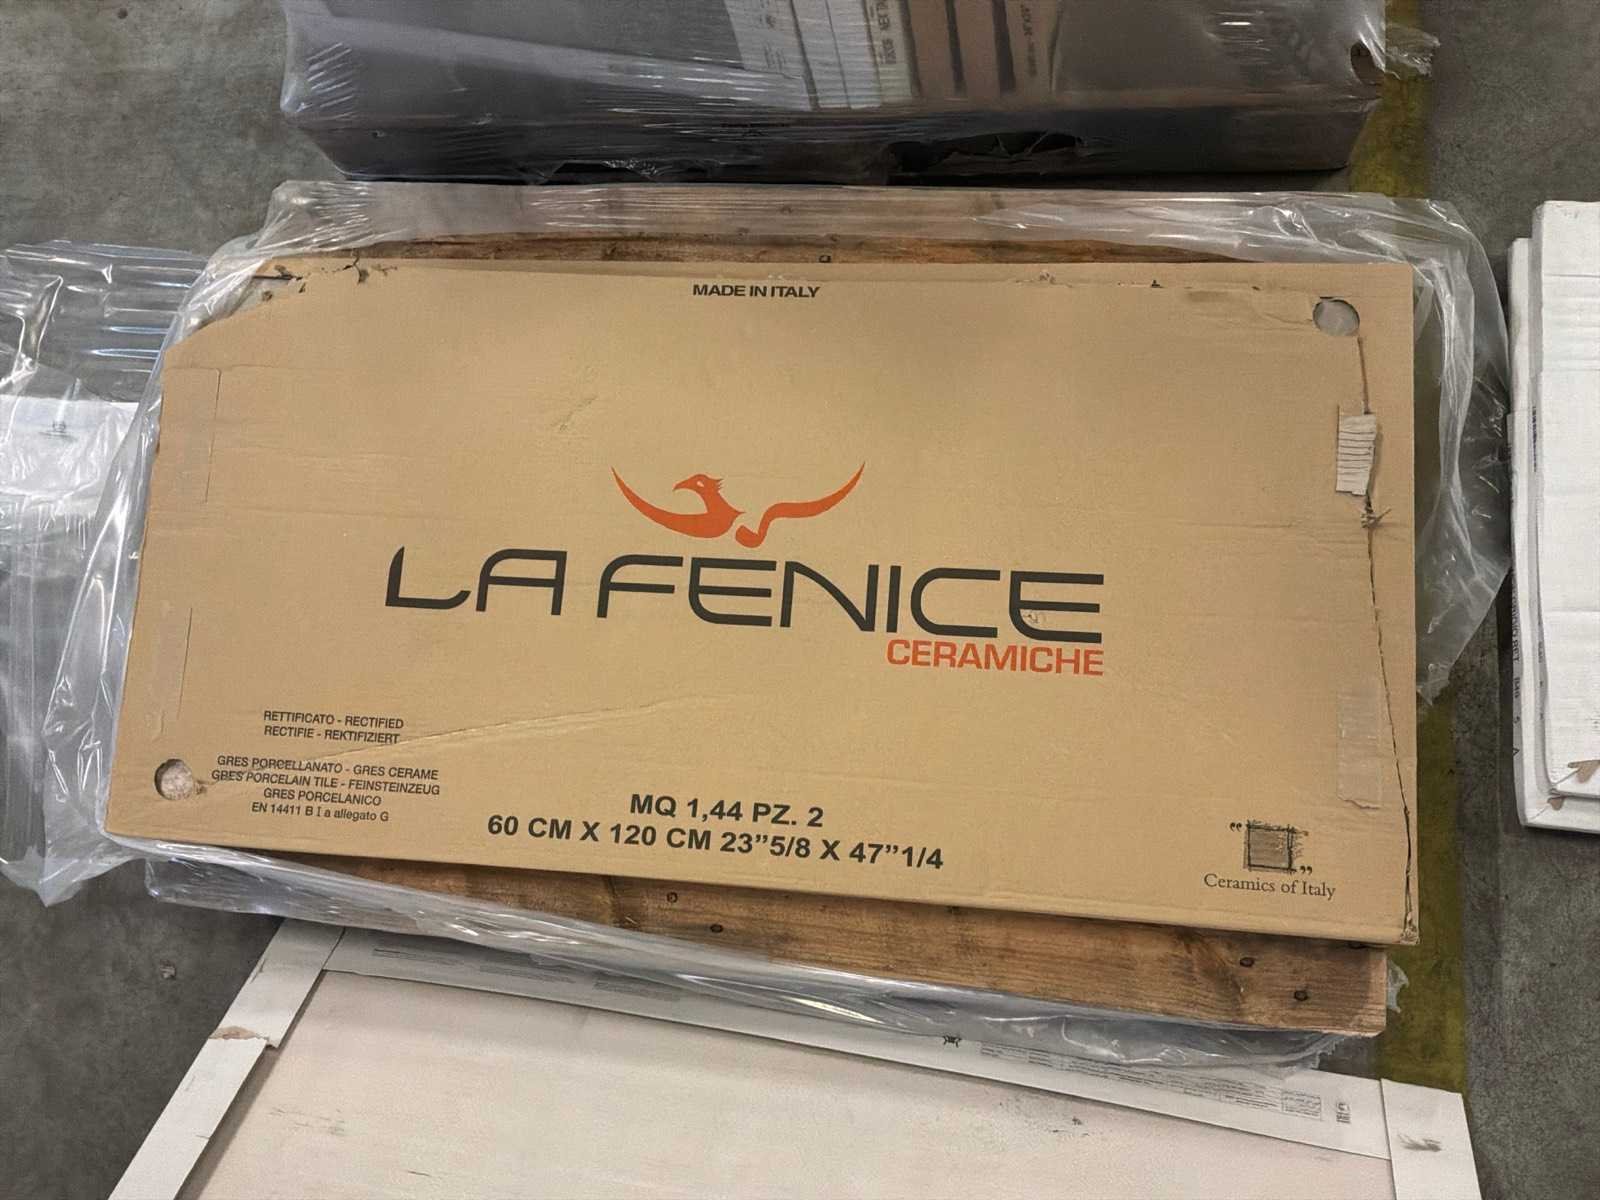 MADE IN ITALY
LA FENICE
CERAMICHE
RETTIFICATO - RECTIFIED
RECTIFIE - REKTIFIZIERT
GRES PORCELLANATO - GRES CERAME
GRES PORCELAIN TILE - FEINSTEINZEUG
GRES PORCELANICO
EN 14411 B I a allegato G
MQ 1,44 PZ. 2
60 CM X 120 CM 23”5/8 X 47”1/4
Ceramics of Italy